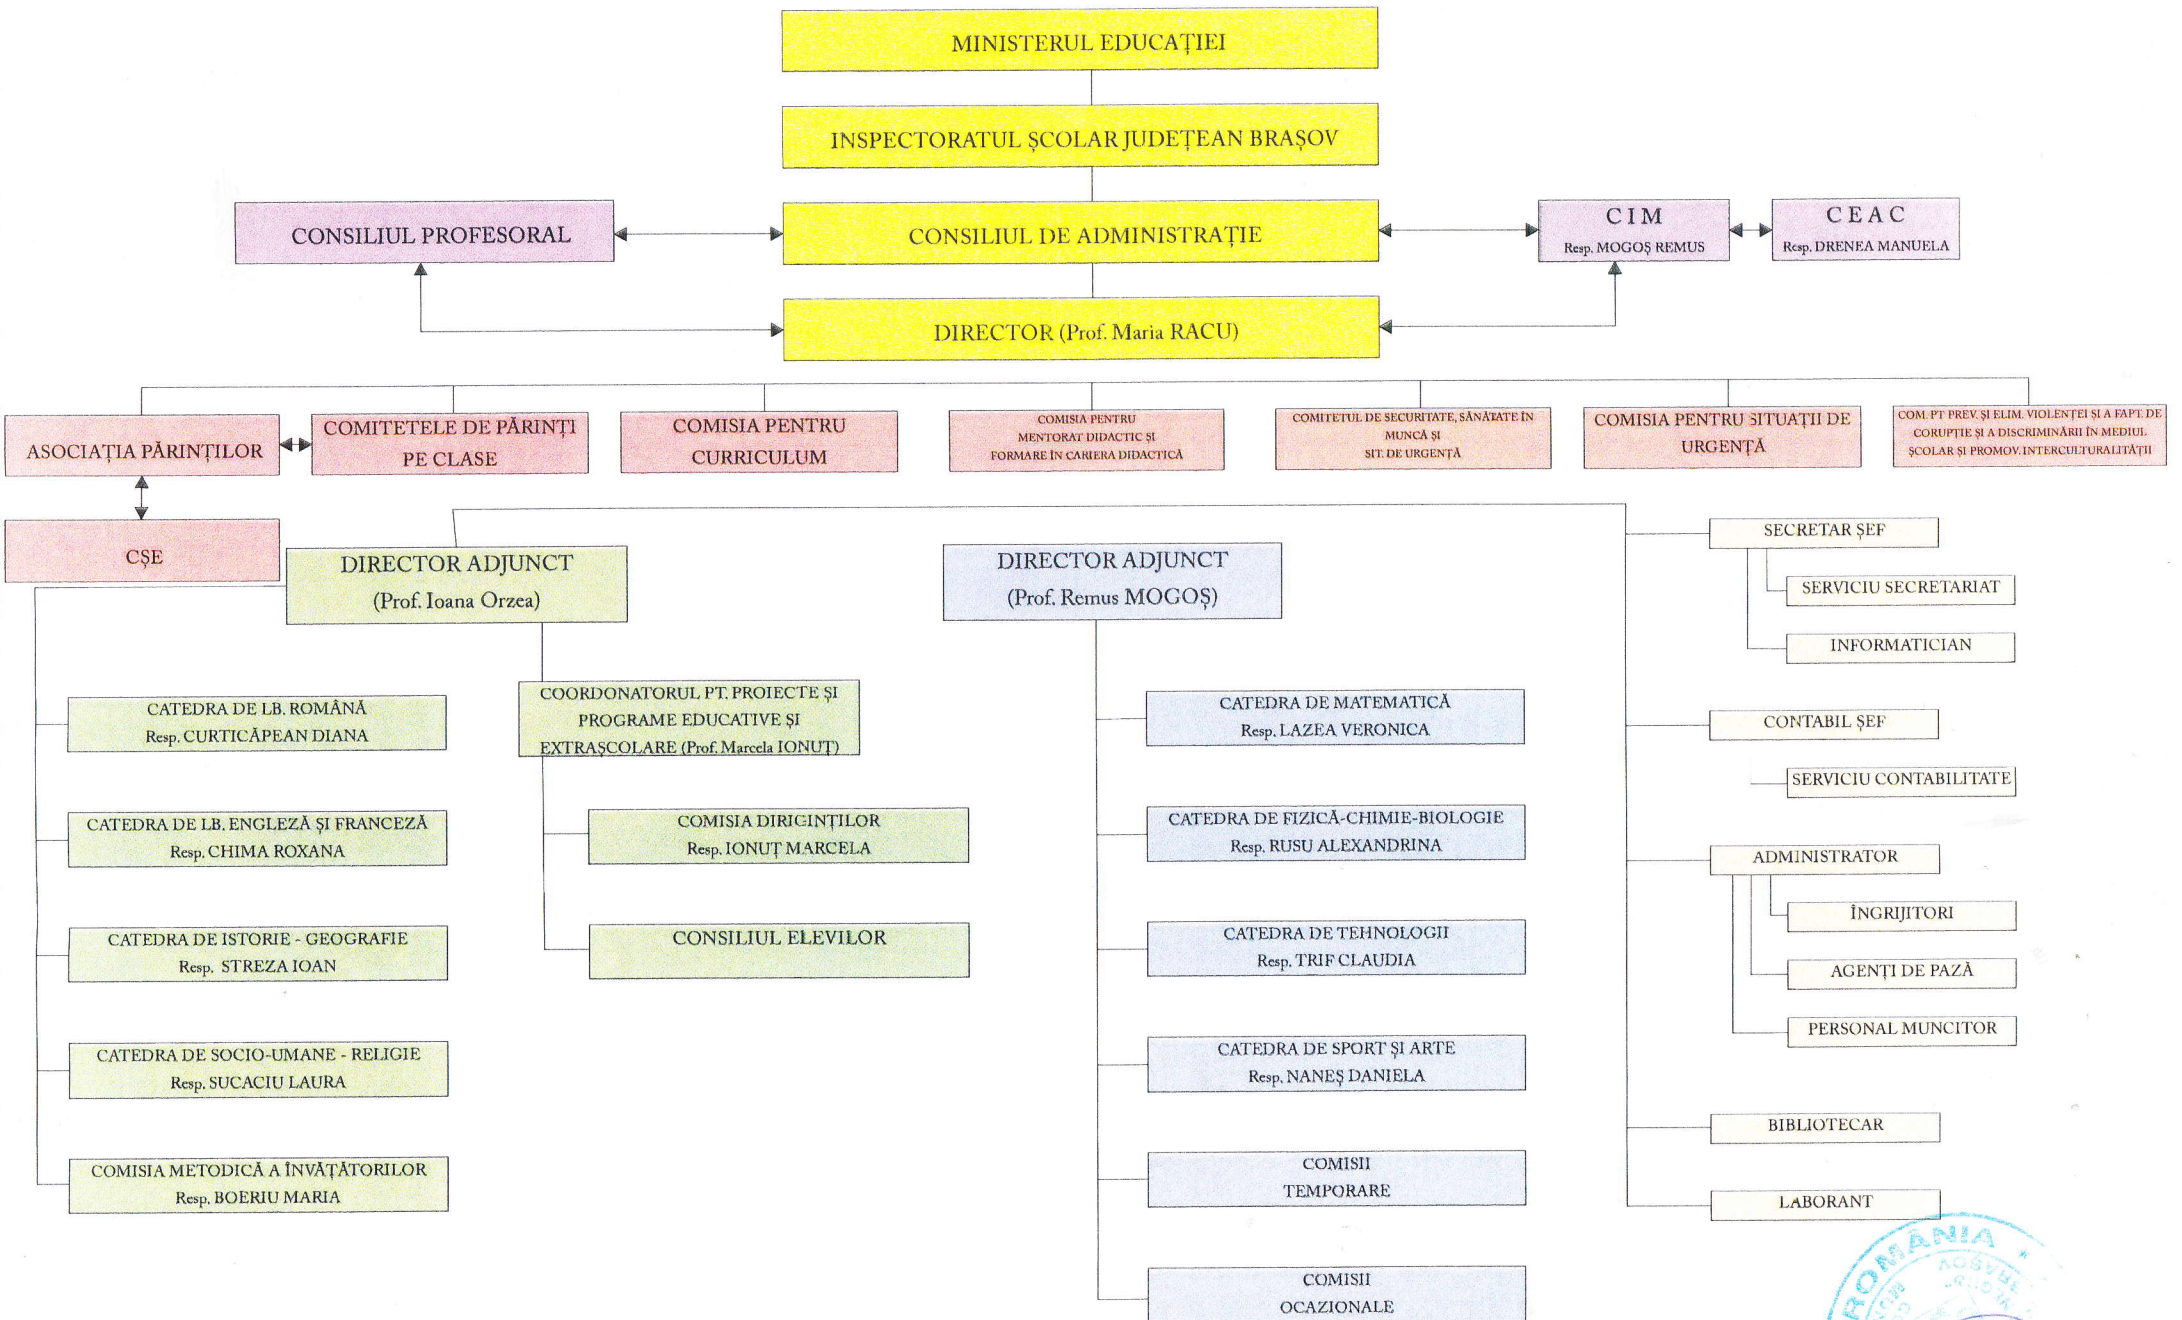 MINISTERUL EDUCAȚIEI
INSPECTORATUL ȘCOLAR JUDEȚEAN BRAȘOV
CONSILIUL PROFESORAL
CONSILIUL DE ADMINISTRAȚIE
C I M
Resp. MOGOȘ REMUS
C E A C
Resp. DRENEA MANUELA
DIRECTOR (Prof. Maria RACU)
ASOCIAȚIA PĂRINȚILOR
COMITETELE DE PĂRINȚI
PE CLASE
COMISIA PENTRU
CURRICULUM
COMISIA PENTRU
MENTORAT DIDACTIC ȘI
FORMARE ÎN CARIERA DIDACTICĂ
COMITETUL DE SECURITATE, SĂNĂTATE ÎN
MUNCĂ ȘI
SIT. DE URGENȚĂ
COMISIA PENTRU SITUAȚII DE
URGENȚĂ
COM. PT PREV. ȘI ELIM. VIOLENȚEI ȘI A FAPT. DE
CORUPȚIE ȘI A DISCRIMINĂRII ÎN MEDIUL
ȘCOLAR ȘI PROMOV. INTERCULTURALITĂȚII
CȘE
DIRECTOR ADJUNCT
(Prof. Ioana Orzea)
CATEDRA DE LB. ROMÂNĂ
Resp. CURTICĂPEAN DIANA
CATEDRA DE LB. ENGLEZĂ ȘI FRANCEZĂ
Resp. CHIMA ROXANA
CATEDRA DE ISTORIE - GEOGRAFIE
Resp. STREZA IOAN
CATEDRA DE SOCIO-UMANE - RELIGIE
Resp. SUCACIU LAURA
COMISIA METODICĂ A ÎNVĂȚĂTORILOR
Resp. BOERIU MARIA
COORDONATORUL PT. PROIECTE ȘI
PROGRAME EDUCATIVE ȘI
EXTRAȘCOLARE (Prof. Marcela IONUȚ)
COMISIA DIRIGINȚILOR
Resp. IONUȚ MARCELA
CONSILIUL ELEVILOR
DIRECTOR ADJUNCT
(Prof. Remus MOGOȘ)
CATEDRA DE MATEMATICĂ
Resp. LAZEA VERONICA
CATEDRA DE FIZICĂ-CHIMIE-BIOLOGIE
Resp. RUSU ALEXANDRINA
CATEDRA DE TEHNOLOGII
Resp. TRIF CLAUDIA
CATEDRA DE SPORT ȘI ARTE
Resp. NANEȘ DANIELA
COMISII
TEMPORARE
COMISII
OCAZIONALE
SECRETAR ȘEF
SERVICIU SECRETARIAT
INFORMATICIAN
CONTABIL ȘEF
SERVICIU CONTABILITATE
ADMINISTRATOR
ÎNGRIJITORI
AGENȚI DE PAZĂ
PERSONAL MUNCITOR
BIBLIOTECAR
LABORANT
ROMÂNIA
BRAȘOV